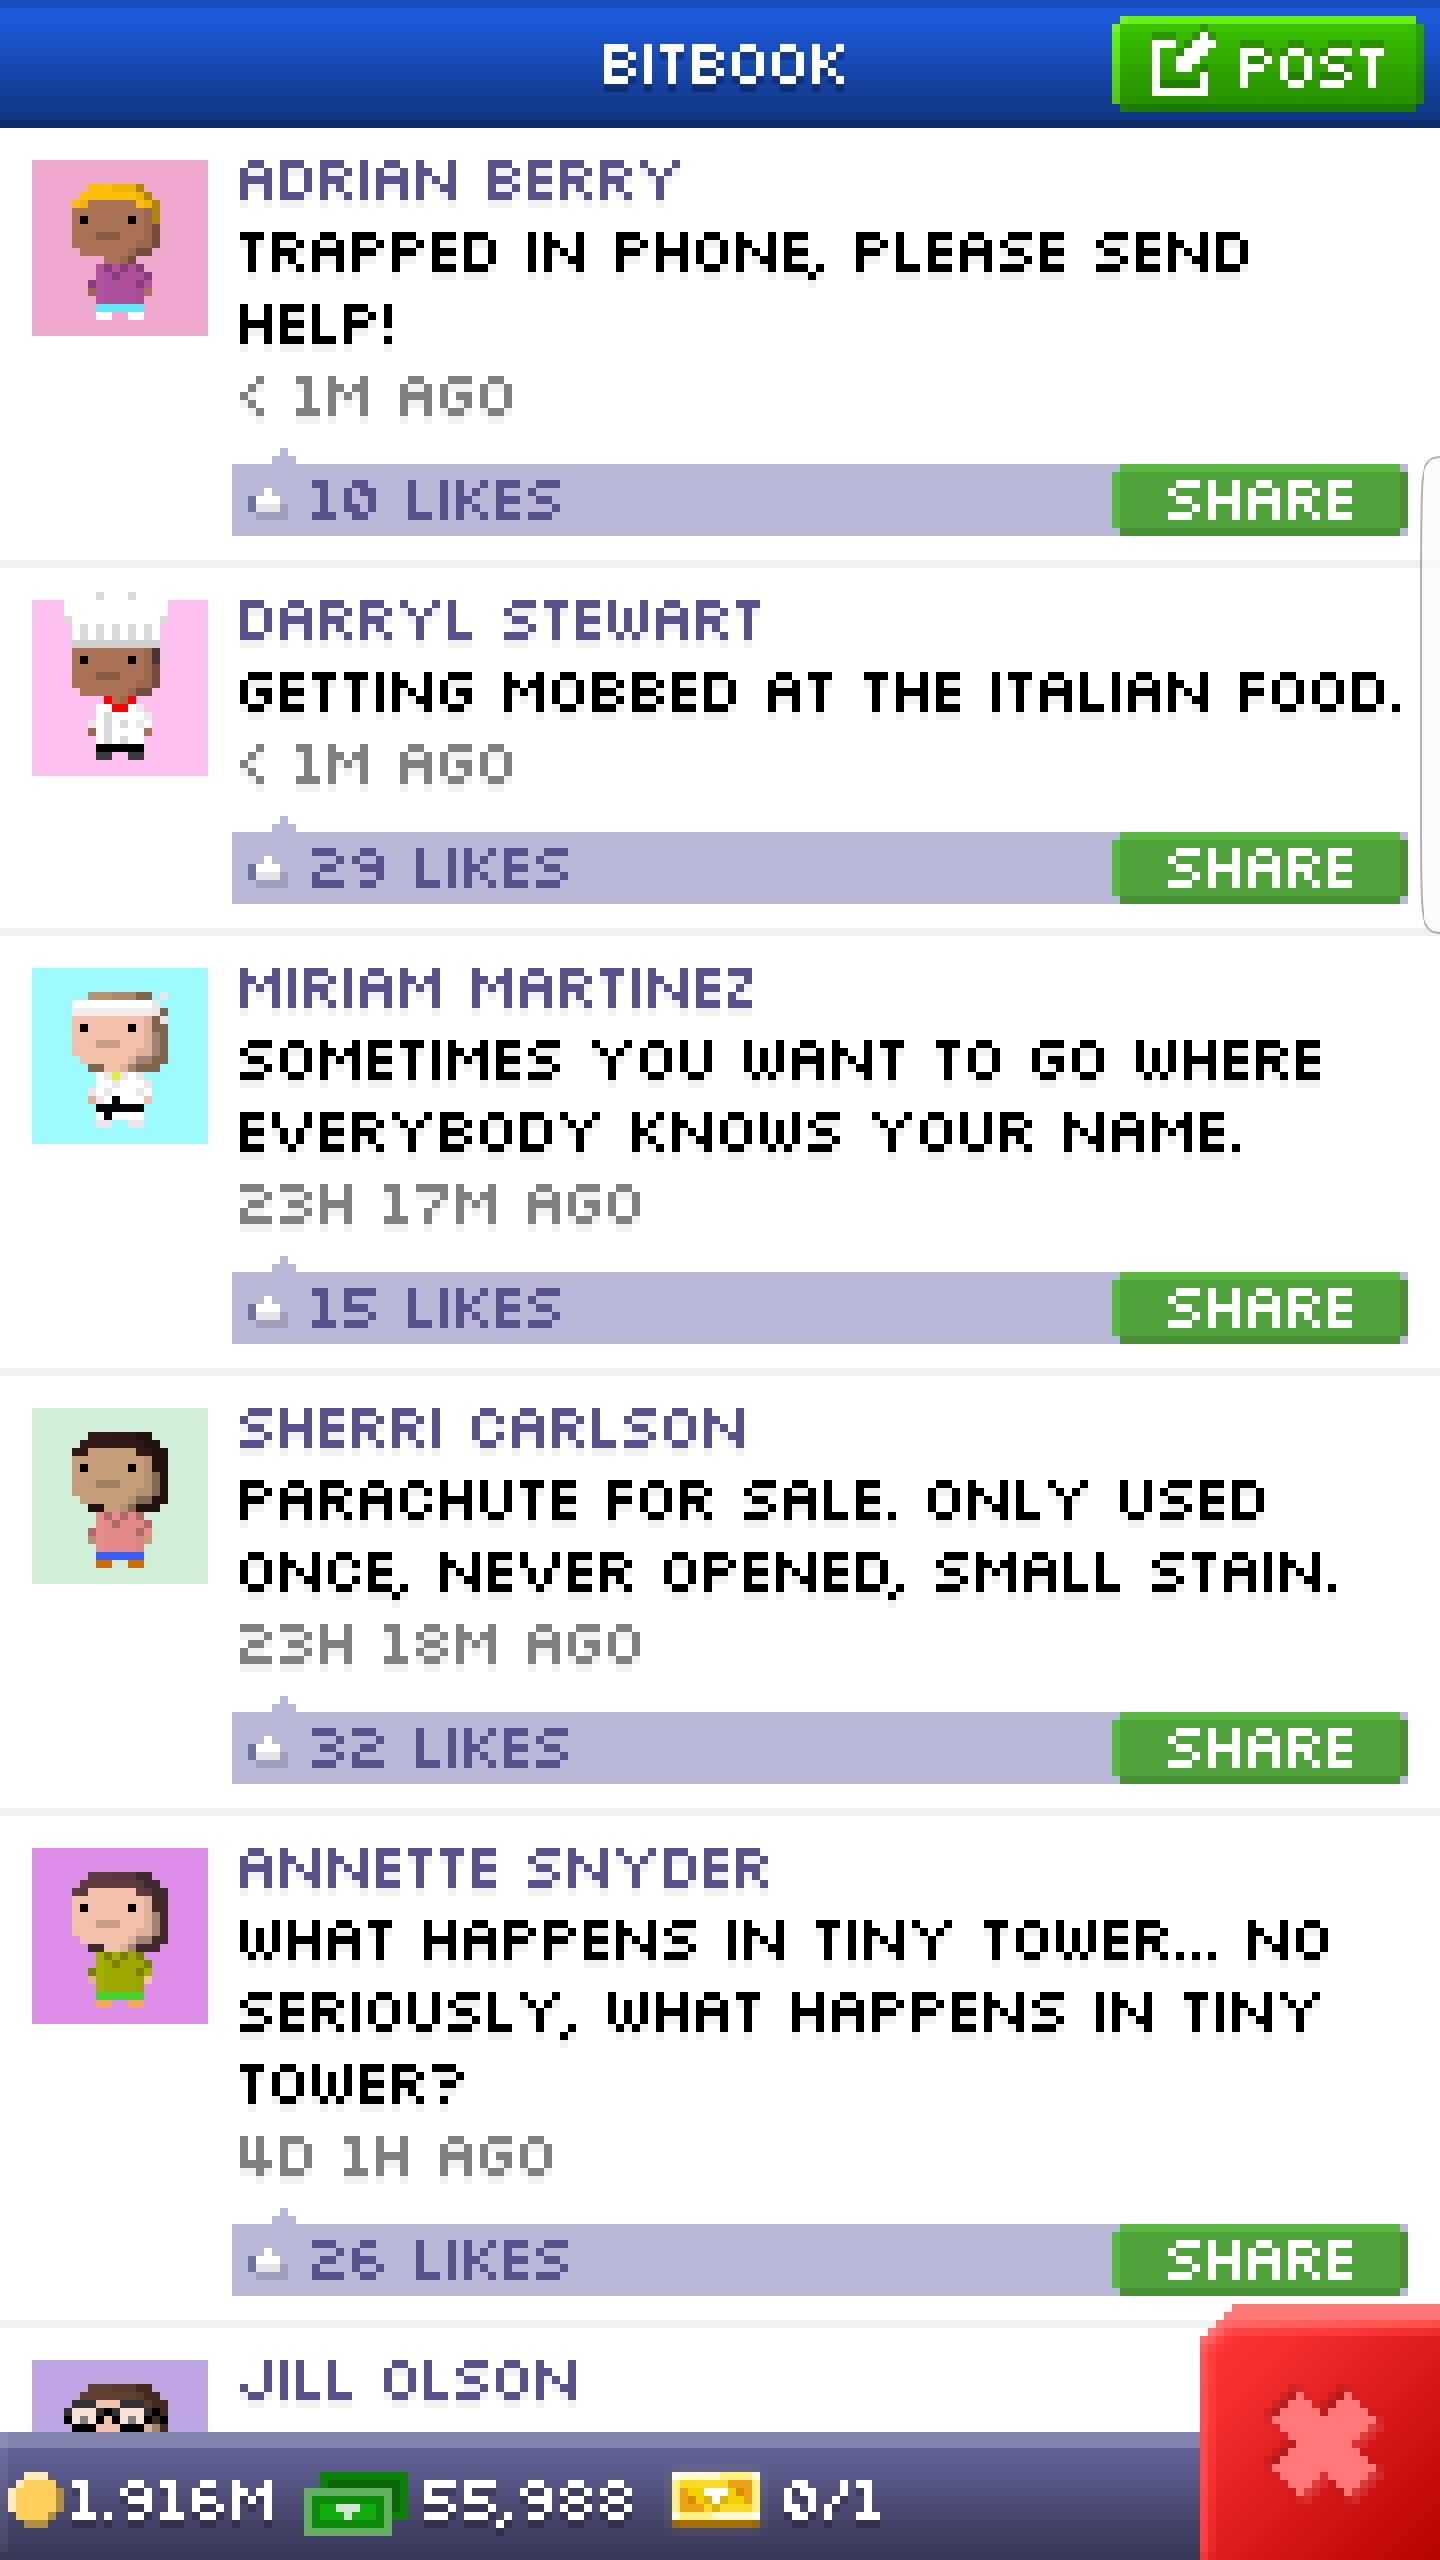 BITBOOK
POST
ADRIAN BERRY
TRAPPED IN PHONE, PLEASE SEND
HELP!
< 1M AGO
10 LIKES
SHARE
DARRYL STEWART
GETTING MOBBED AT THE ITALIAN FOOD.
< 1M AGO
29 LIKES
SHARE
MIRIAM MARTINEZ
SOMETIMES YOU WANT TO GO WHERE
EVERYBODY KNOWS YOUR NAME.
23H 17M AGO
15 LIKES
SHARE
SHERRI CARLSON
PARACHUTE FOR SALE. ONLY USED
ONCE, NEVER OPENED, SMALL STAIN.
23H 18M AGO
32 LIKES
SHARE
ANNETTE SNYDER
WHAT HAPPENS IN TINY TOWER... NO
SERIOUSLY, WHAT HAPPENS IN TINY
TOWER?
4D 1H AGO
26 LIKES
SHARE
JILL OLSON
1.916M 55,988 0/1